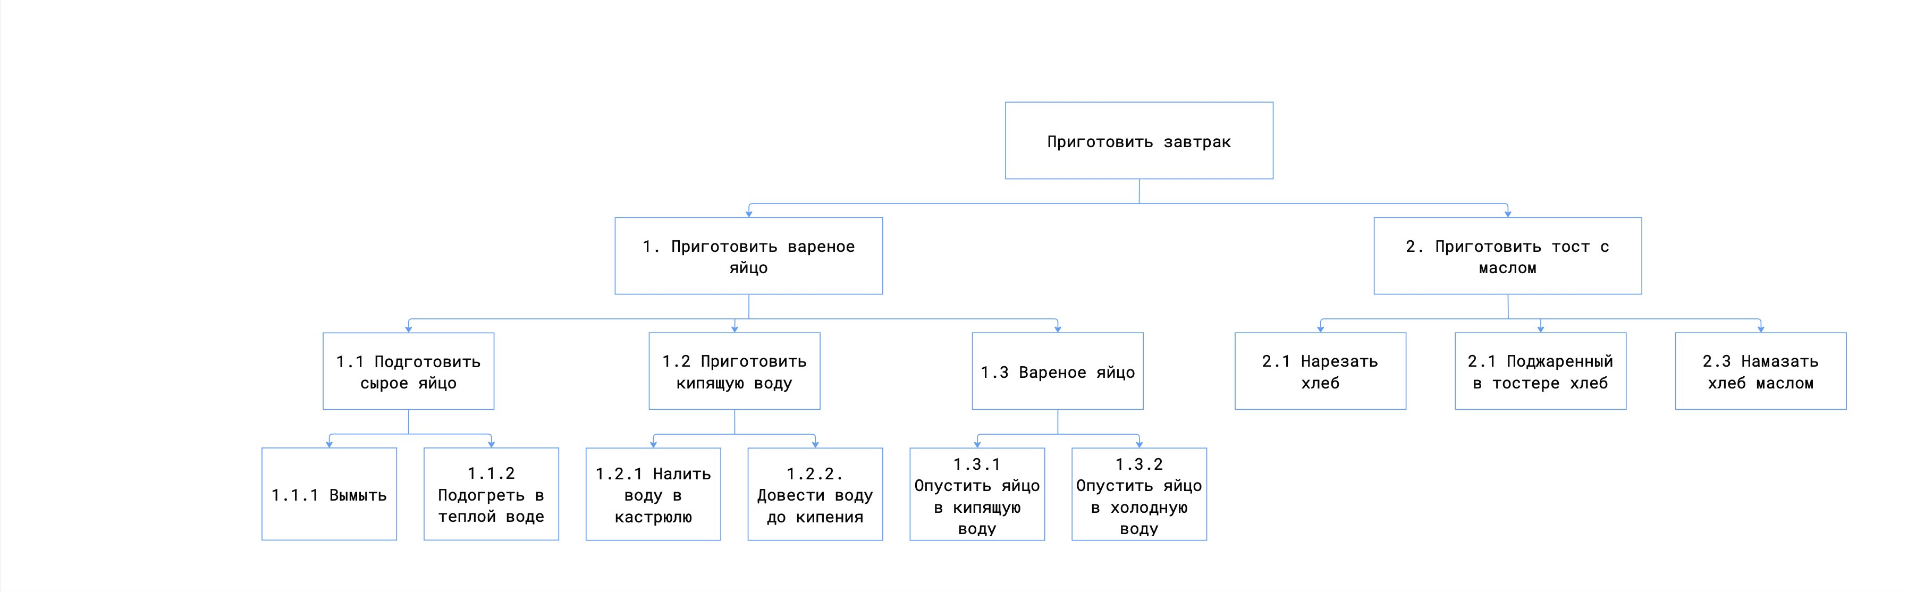 Приготовить завтрак
1. Приготовить вареное
яйцо
2. Приготовить тост с
маслом
1.1 Подготовить
сырое яйцо
1.2 Приготовить
кипящую воду
1.3 Вареное яйцо
2.1 Нарезать
хлеб
2.1 Поджаренный
в тостере хлеб
2.3 Намазать
хлеб маслом
1.1.1 Вымыть
1.1.2
Подогреть в
теплой воде
1.2.1 Налить
воду в
кастрюлю
1.2.2.
Довести воду
до кипения
1.3.1
Опустить яйцо
в кипящую
воду
1.3.2
Опустить яйцо
в холодную
воду